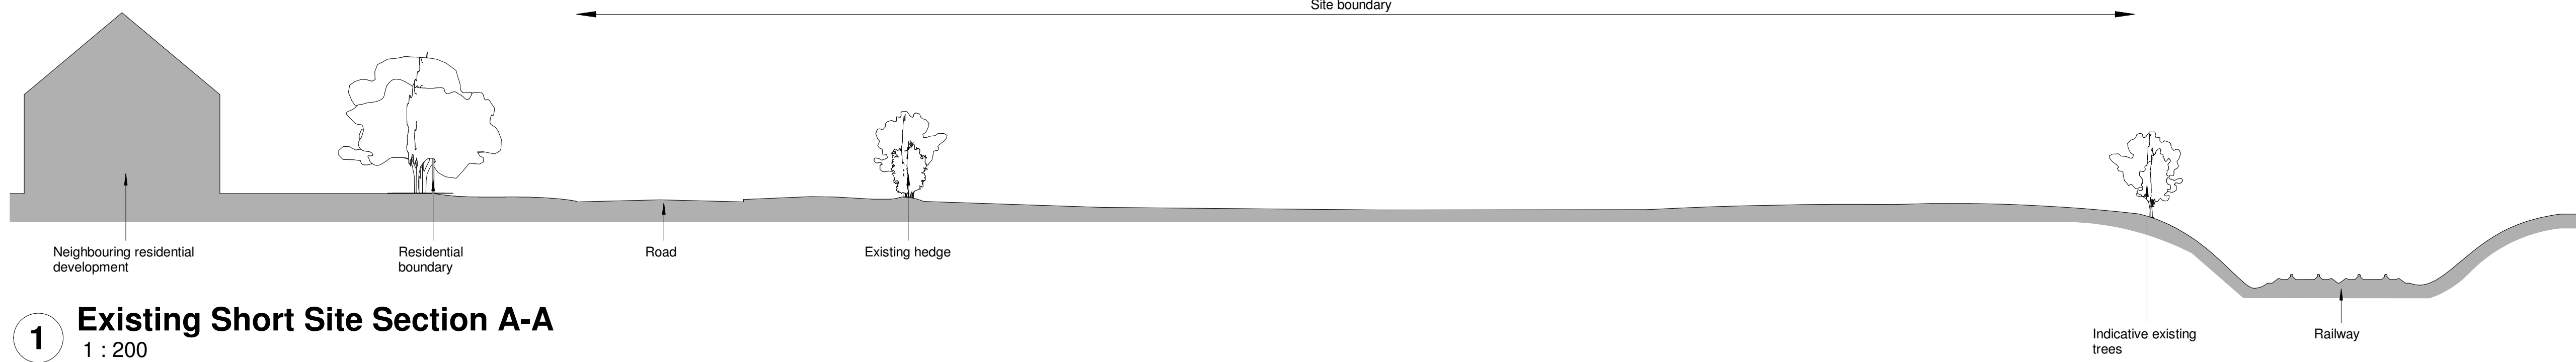 Site boundary
Neighbouring residential
development
Residential
boundary
Road
Existing hedge
Indicative existing
trees
Railway
1
Existing Short Site Section A-A
1 : 200